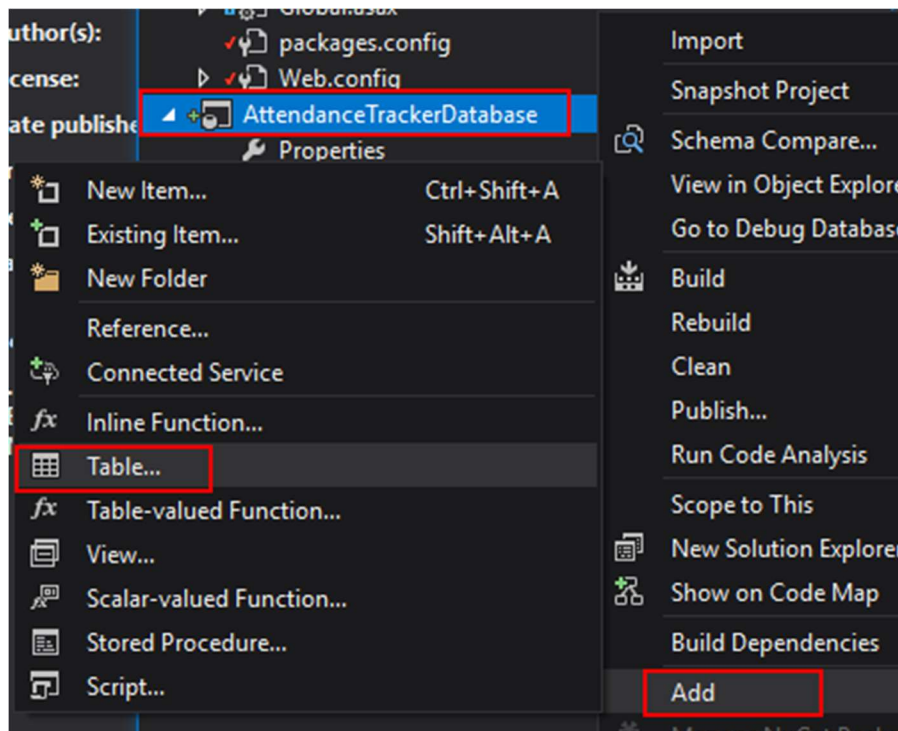 Global.asax
uthor(s):
packages.config
cense:
Web.config
ate publishe
AttendanceTrackerDatabase
Properties
New Item... Ctrl+Shift+A
Existing Item... Shift+Alt+A
New Folder
Reference...
Connected Service
fx Inline Function...
Table...
fx Table-valued Function...
View...
Scalar-valued Function...
Stored Procedure...
Script...
Import
Snapshot Project
Schema Compare...
View in Object Explore
Go to Debug Databas
Build
Rebuild
Clean
Publish...
Run Code Analysis
Scope to This
New Solution Explorer
Show on Code Map
Build Dependencies
Add